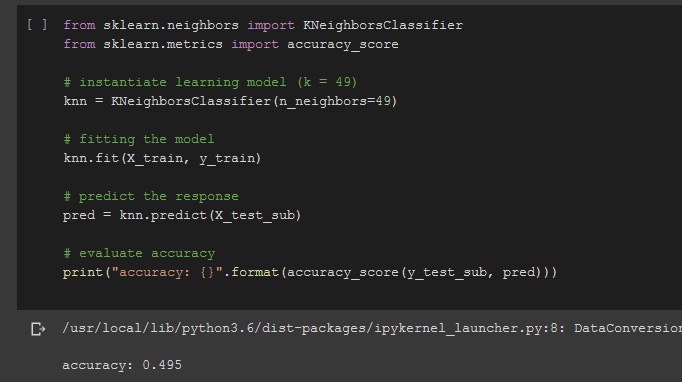 [ ] from sklearn.neighbors import KNeighborsClassifier
from sklearn.metrics import accuracy_score
# instantiate learning model (k = 49)
knn = KNeighborsClassifier(n_neighbors=49)
# fitting the model
knn.fit(X_train, y_train)
# predict the response
pred = knn.predict(X_test_sub)
# evaluate accuracy
print("accuracy: {}".format(accuracy_score(y_test_sub, pred)))
/usr/local/lib/python3.6/dist-packages/ipykernel_launcher.py:8: DataConversion
accuracy: 0.495